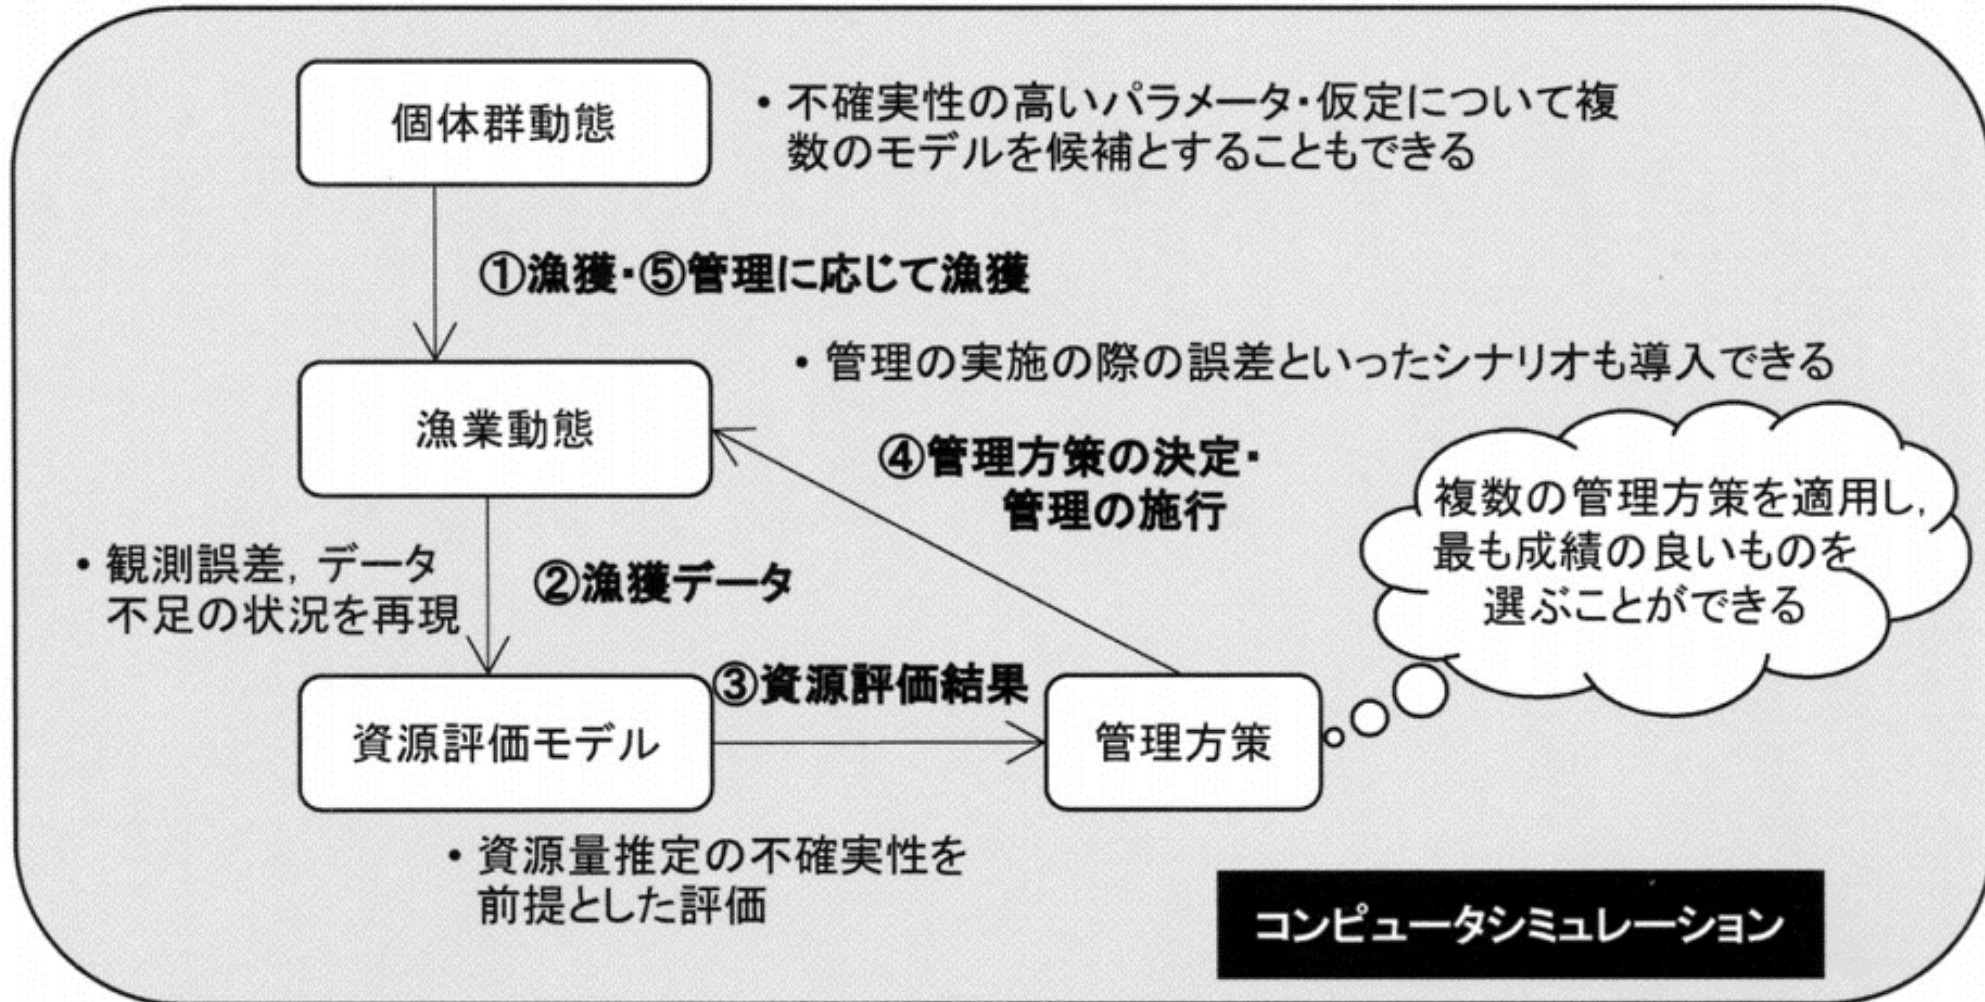 個体群動態
・不確実性の高いパラメータ・仮定について複
数のモデルを候補とすることもできる
①漁獲・⑤管理に応じて漁獲
・管理の実施の際の誤差といったシナリオも導入できる
漁業動態
④管理方策の決定・
管理の施行
複数の管理方策を適用し,
最も成績の良いものを
選ぶことができる
・観測誤差, データ
不足の状況を再現
②漁獲データ
③資源評価結果
資源評価モデル
管理方策
・資源量推定の不確実性を
前提とした評価
コンピュータシミュレーション